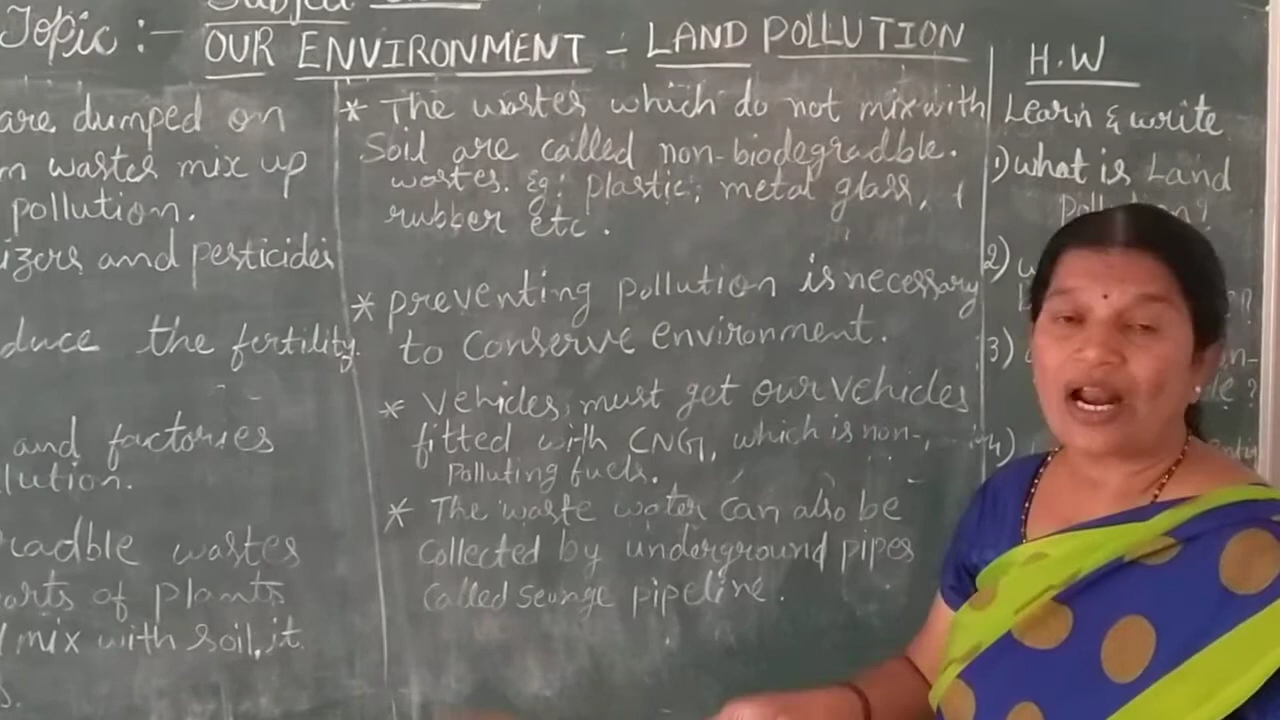 Subject
Topic :- OUR ENVIRONMENT - LAND POLLUTION
are dumped on
wastes mix up
pollution.
izers and pesticides
duce the fertility.
and factories
lution.
radble wastes
arts of plants
mix with soil, it
s.
* The wastes which do not mix with
Soil are called non-biodegradble.
wastes. Eg: plastic, metal glass,
rubber etc.
* preventing pollution is necessary
to conserve environment.
* Vehicles, must get our vehicles
fitted with CNG, which is non-
Polluting fuels.
* The waste water can also be
collected by underground pipes
called sewage pipeline.
H.W
Learn & write
1) what is Land
Pollution?
2)
3)
4)